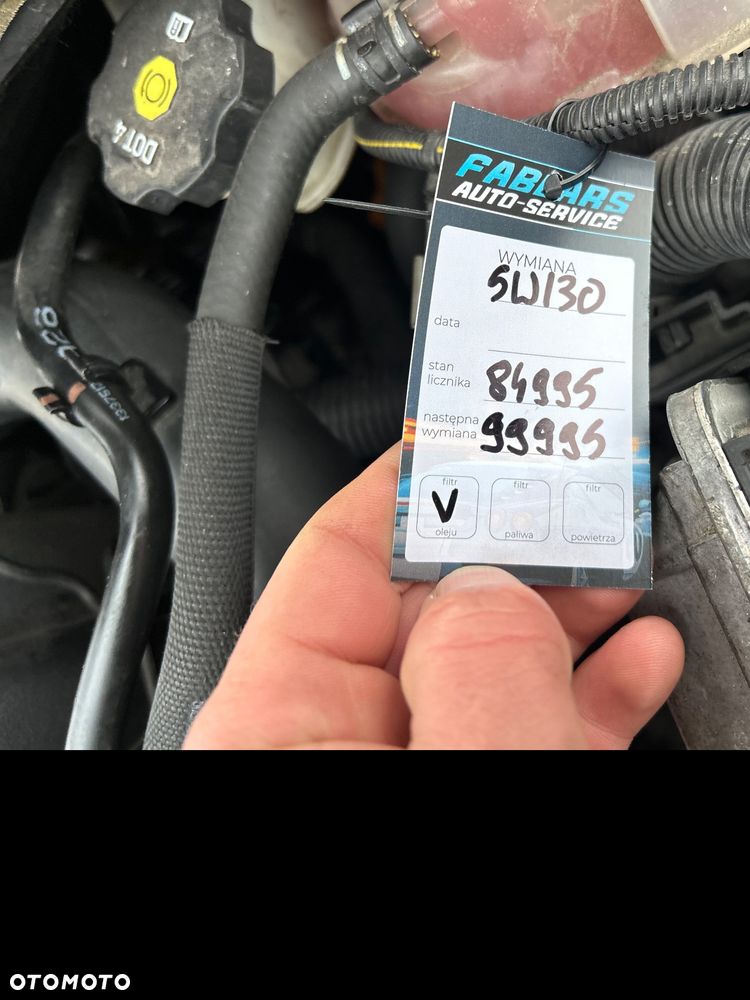 DOT 4
FABCARS
AUTO-SERVICE
WYMIANA
5W130
data
stan licznika 84995
następna wymiana 99995
filtr oleju V
filtr paliwa
filtr powietrza
OTOMOTO